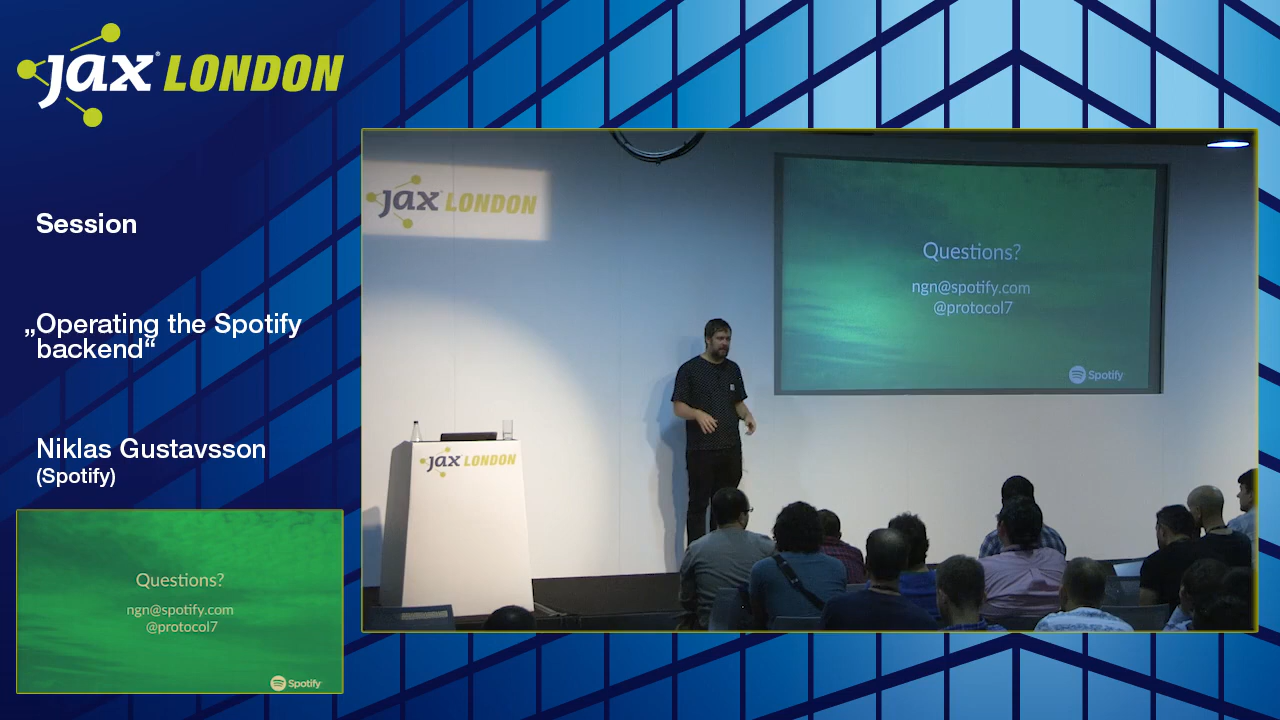 jax® LONDON
Session
„Operating the Spotify
backend“
Niklas Gustavsson
(Spotify)
Questions?
ngn@spotify.com
@protocol7
Spotify
jax LONDON
Questions?
ngn@spotify.com
@protocol7
Spotify
jax LONDON